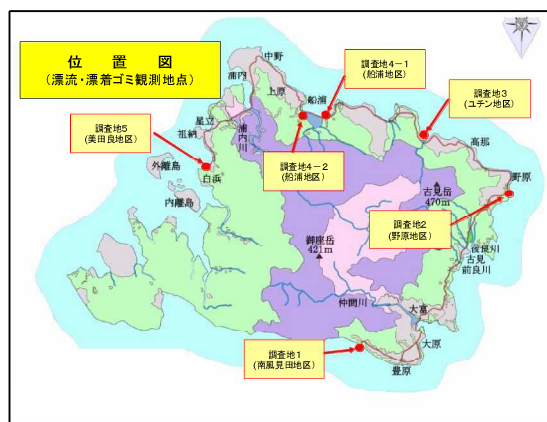 位置図
(漂流・漂着ゴミ観測地点)
中野
浦内
上原
船浦
調査地4-1
(船浦地区)
調査地3
(ユチン地区)
星立
祖納
浦内川
調査地5
(美田良地区)
調査地4-2
(船浦地区)
高那
外離島
白浜
野原
内離島
古見岳
470m
調査地2
(野原地区)
御座岳
421m
後良川
古見
前良川
仲間川
大富
調査地1
(南風見田地区)
大原
豊原